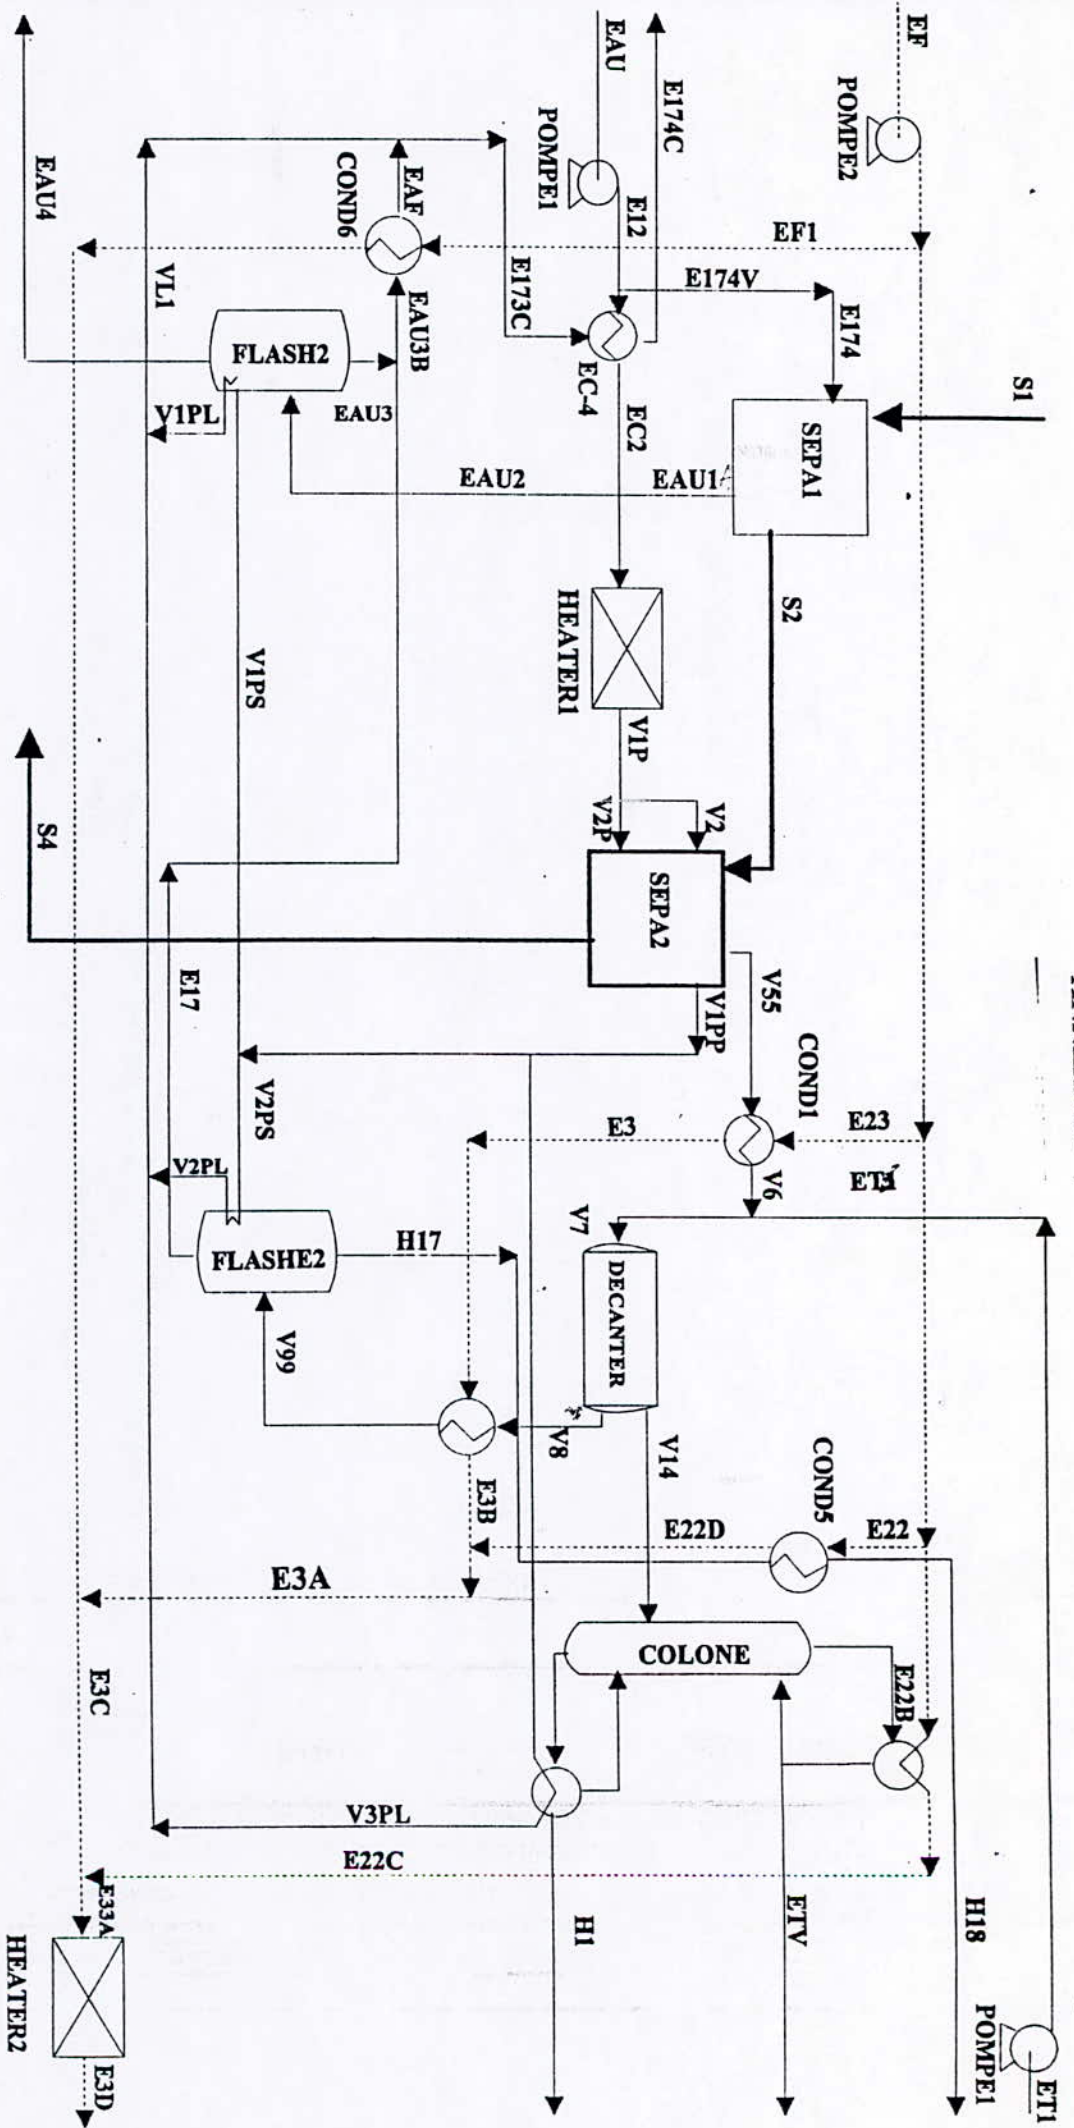 EF
POMPE2
EAU
E174C
POMPE1
E12
EF1
EAU4
EAF
COND6
E174V
E174
S1
VL1
E173C
EAU3B
FLASH2
EC-4
EC2
V1PL
EAU3
SEPA1
EAU2
EAU1
S2
HEATER1
V1PS
V1P
V2P
V2
S4
SEPA2
E17
V1PP
V55
COND1
V2PS
E3
E23
V2PL
V6
V7
H17
FLASHE2
DECANTER
V99
V8
V14
COND5
E3B
E22D
E22
E3A
COLONE
E3C
E22B
V3PL
E22C
H1
ETV
H18
E33A
HEATER2
E3D
POMPE1
ET1